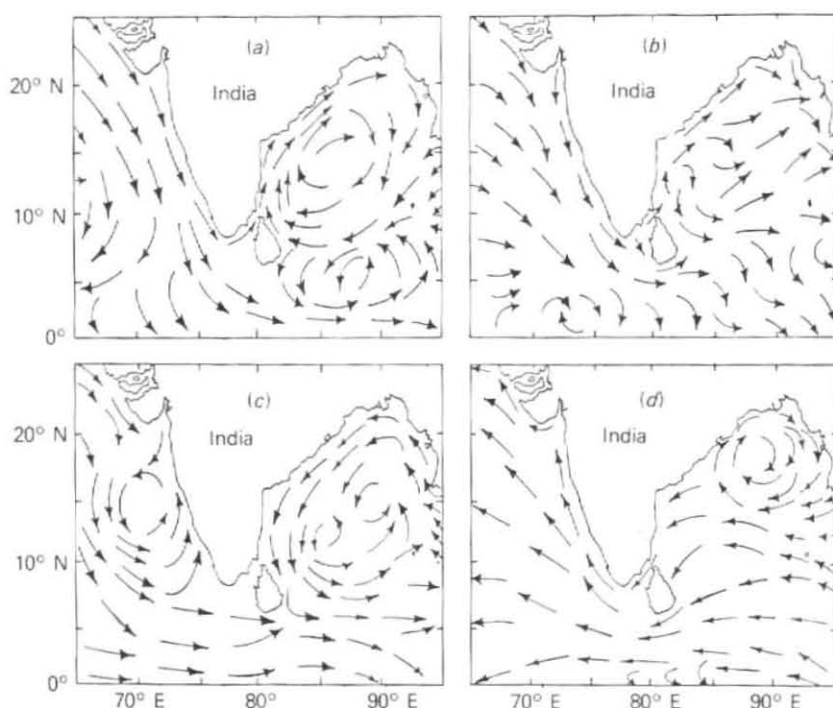 (a)
(b)
20° N
India
India
10° N
0°
(c)
(d)
20° N
India
India
10° N
0°
70° E
80°
90° E
70° E
80° E
90° E